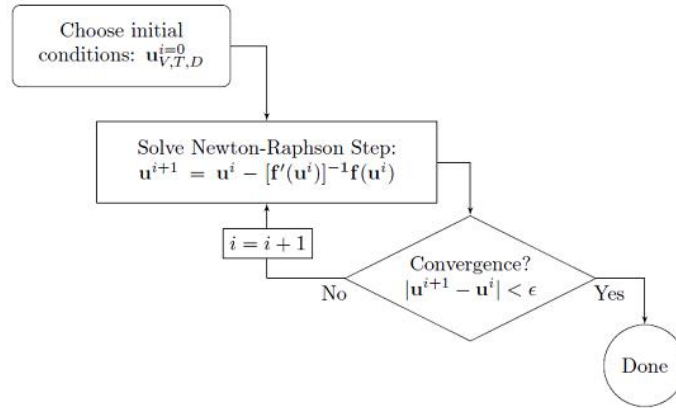 Choose initial
conditions: 𝐮^{i=0}_{V,T,D}
Solve Newton-Raphson Step:
𝐮^{i+1} = 𝐮^i − [𝐟′(𝐮^i)]^{−1}𝐟(𝐮^i)
i = i + 1
Convergence?
|𝐮^{i+1} − 𝐮^i| < ϵ
No
Yes
Done